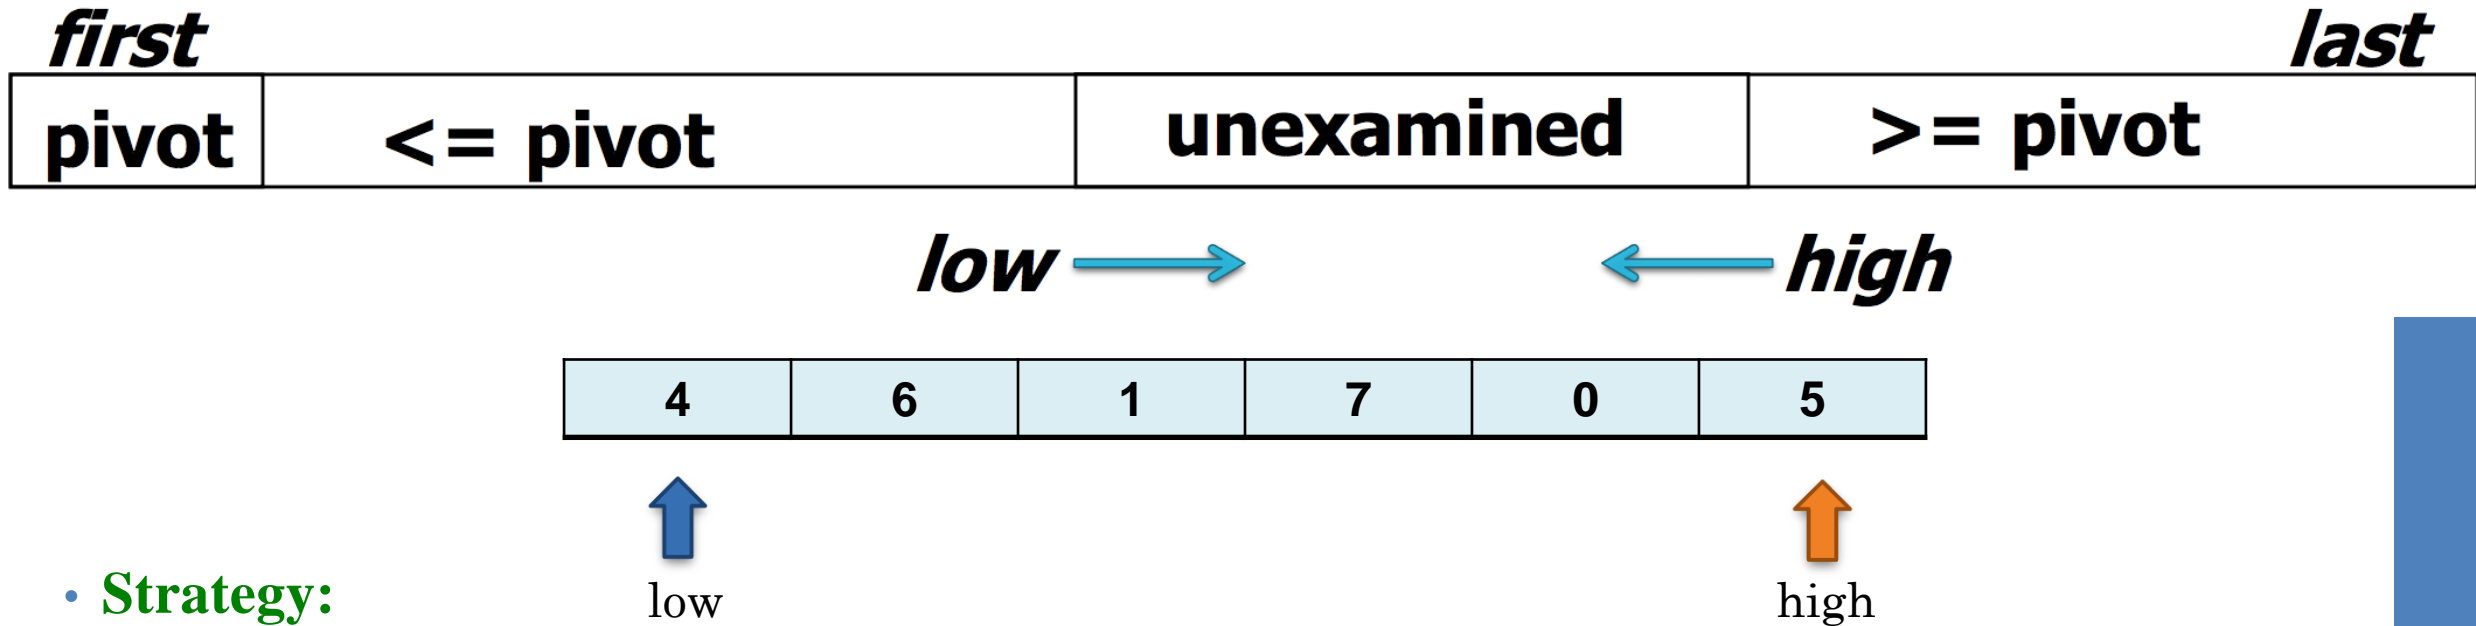 first last
pivot <= pivot unexamined >= pivot
low high
4 6 1 7 0 5
• Strategy: low high